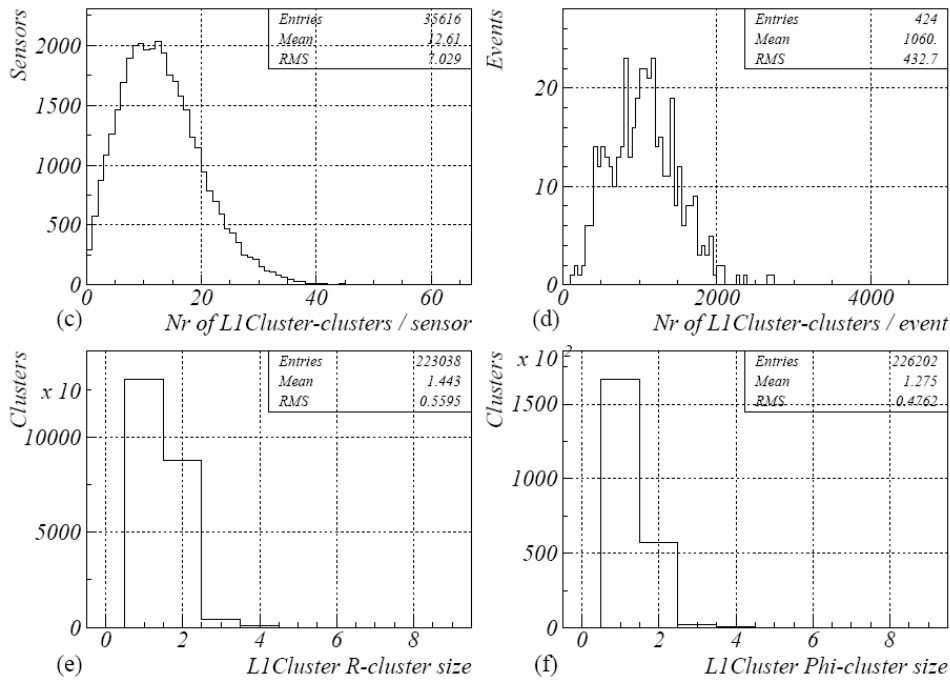 Sensors
2000
1500
1000
500
0
Entries 35616
Mean 12.61
RMS 7.029
0 20 40 60
(c) Nr of L1Cluster-clusters / sensor
Events
20
10
0
Entries 424
Mean 1060.
RMS 432.7
0 2000 4000
(d) Nr of L1Cluster-clusters / event
Clusters
x 10
10000
5000
0
Entries 223038
Mean 1.443
RMS 0.5595
0 2 4 6 8
(e) L1Cluster R-cluster size
Clusters
x 10 2
1500
1000
500
0
Entries 226202
Mean 1.275
RMS 0.4762
0 2 4 6 8
(f) L1Cluster Phi-cluster size